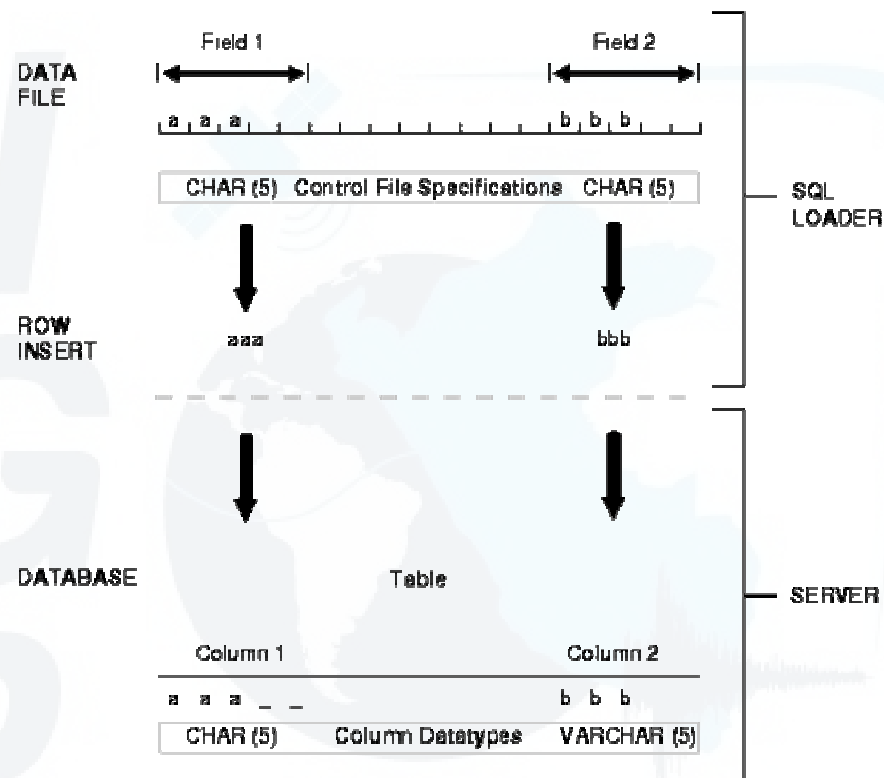 Field 1 Field 2
DATA
FILE
a a a b b b
CHAR (5) Control File Specifications CHAR (5)
SQL
LOADER
ROW
INSERT
aaa bbb
DATABASE Table
SERVER
Column 1 Column 2
a a a _ _ b b b
CHAR (5) Column Datatypes VARCHAR (5)